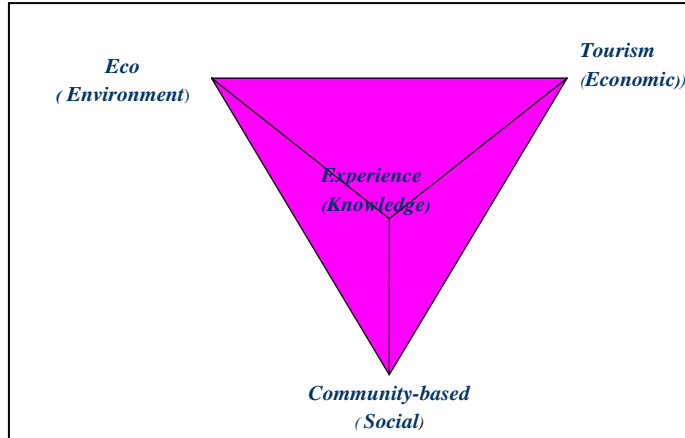 Eco
( Environment)
Tourism
(Economic))
Experience
(Knowledge)
Community-based
(Social)